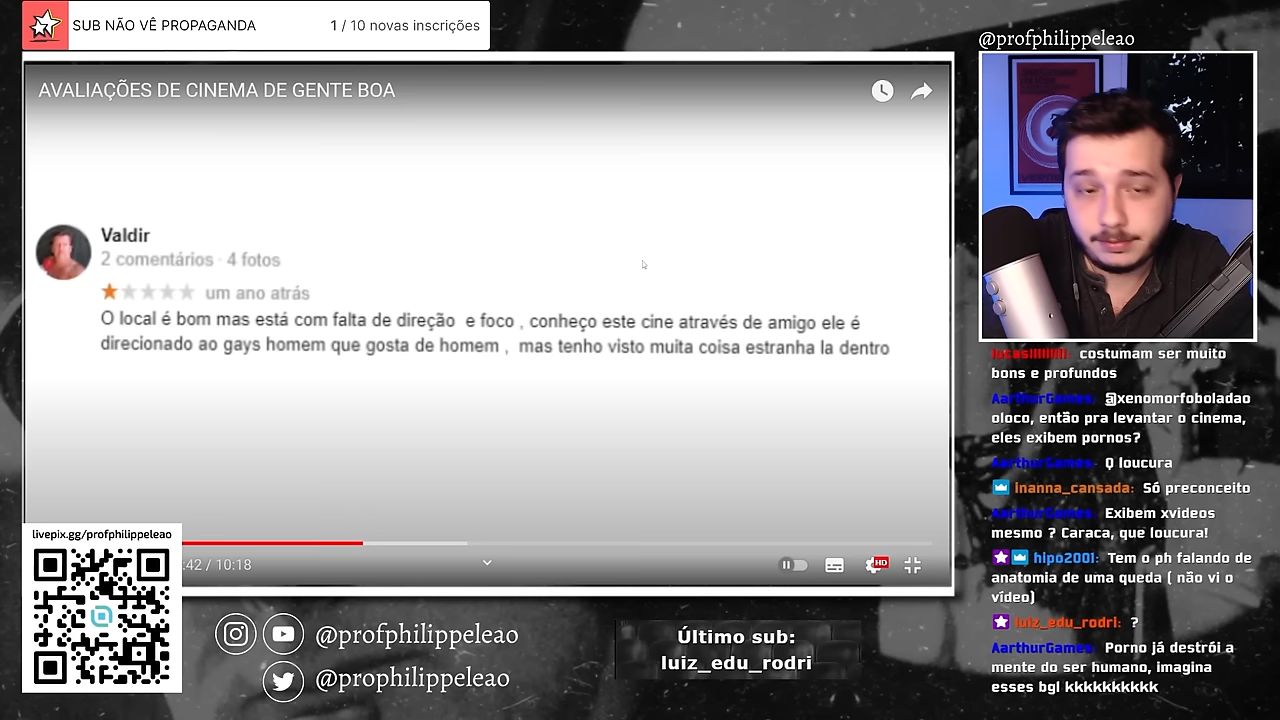 SUB NÃO VÊ PROPAGANDA
1 / 10 novas inscrições
@profphilippeleao
AVALIAÇÕES DE CINEMA DE GENTE BOA
Valdir
2 comentários · 4 fotos
um ano atrás
O local é bom mas está com falta de direção e foco , conheço este cine através de amigo ele é
direcionado ao gays homem que gosta de homem , mas tenho visto muita coisa estranha la dentro
livepix.gg/profphilippeleao
:42 / 10:18
HD
@profphilippeleao
@prophilippeleao
Último sub:
luiz_edu_rodri
costumam ser muito
bons e profundos
AarthurGames: @xenomorfoboladao
oloco, então pra levantar o cinema,
eles exibem pornos?
AarthurGames: Q loucura
inanna_cansada: Só preconceito
AarthurGames: Exibem xvideos
mesmo ? Caraca, que loucura!
hipo2001: Tem o ph falando de
anatomia de uma queda ( não vi o
vídeo)
luiz_edu_rodri: ?
AarthurGames: Porno já destrói a
mente do ser humano, imagina
esses bgl kkkkkkkkkk